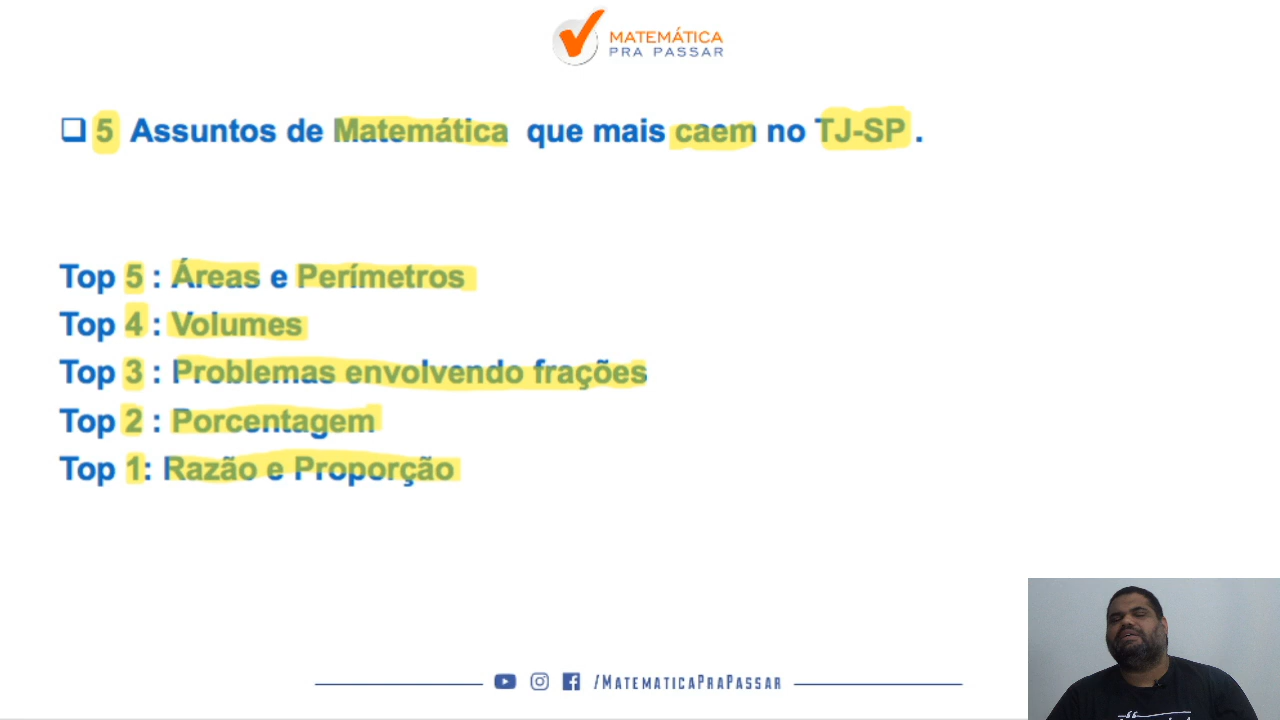 MATEMÁTICA
PRA PASSAR
❑ 5 Assuntos de Matemática que mais caem no TJ-SP .
Top 5 : Áreas e Perímetros
Top 4 : Volumes
Top 3 : Problemas envolvendo frações
Top 2 : Porcentagem
Top 1: Razão e Proporção
/MATEMATICAPRAPASSAR